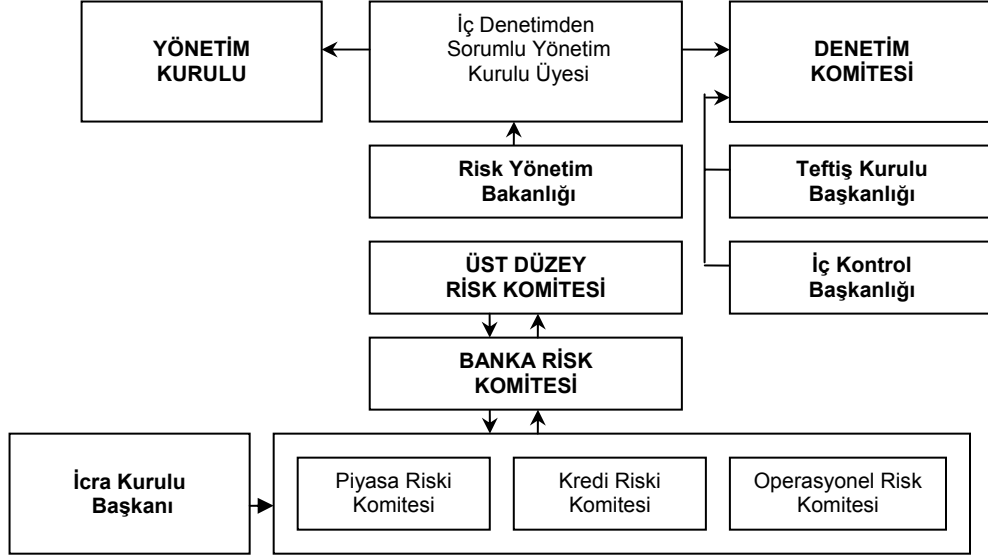 YÖNETİM
KURULU
İç Denetimden
Sorumlu Yönetim
Kurulu Üyesi
DENETİM
KOMİTESİ
Risk Yönetim
Bakanlığı
Teftiş Kurulu
Başkanlığı
ÜST DÜZEY
RİSK KOMİTESİ
İç Kontrol
Başkanlığı
BANKA RİSK
KOMİTESİ
İcra Kurulu
Başkanı
Piyasa Riski
Komitesi
Kredi Riski
Komitesi
Operasyonel Risk
Komitesi